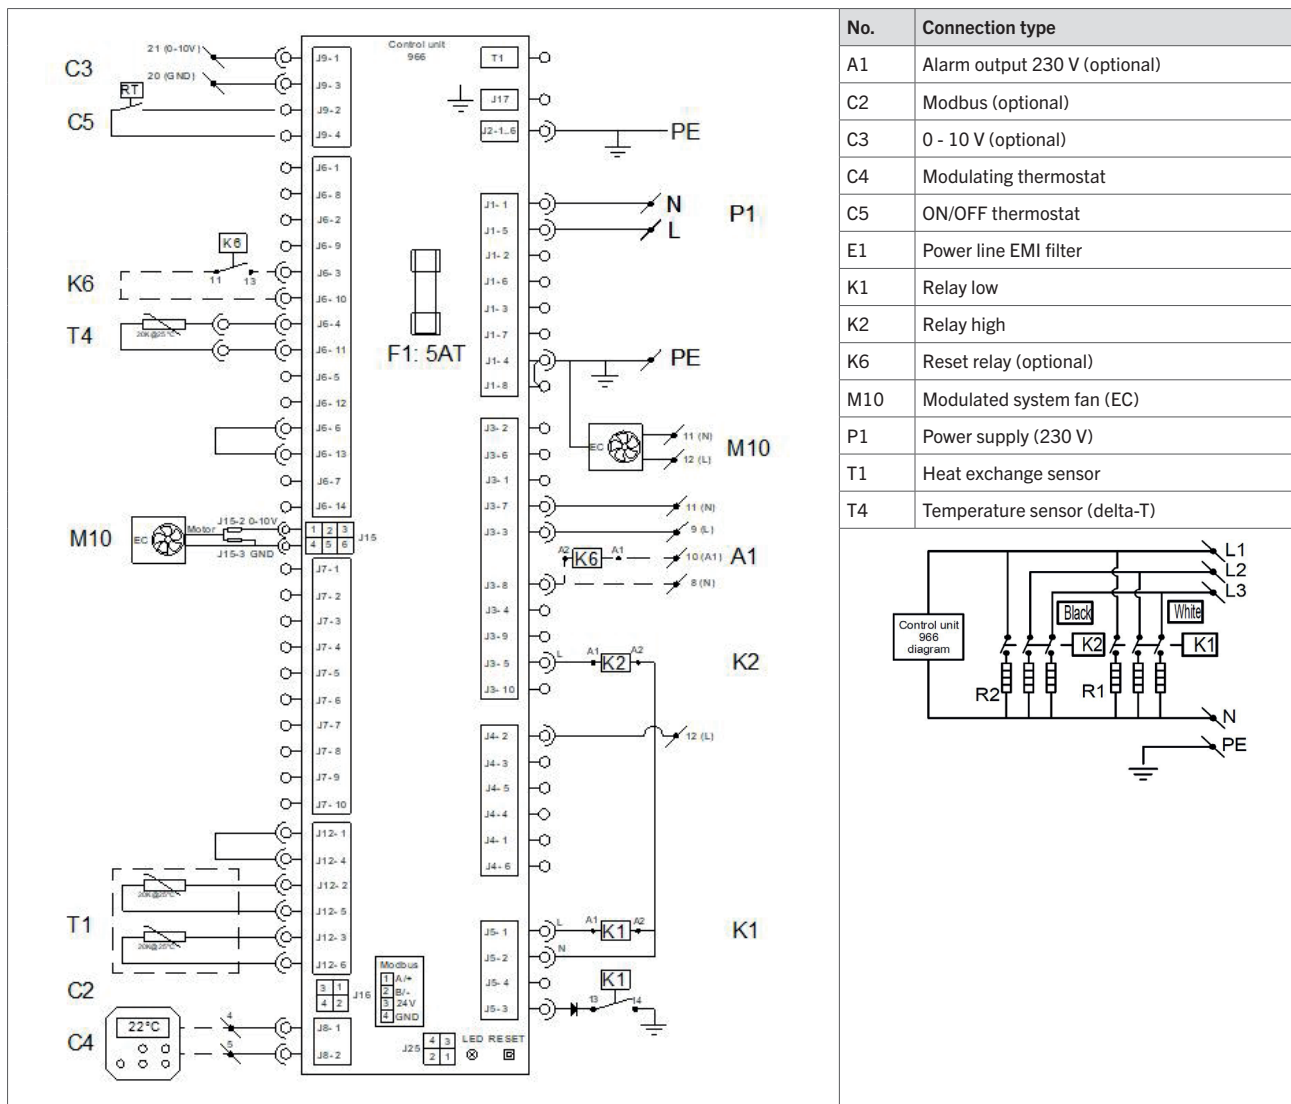 Control unit
966
C3
21 (0-10V)
20 (GND)
RT
C5
J9-1
J9-3
J9-2
J9-4
J6-1
J6-8
J6-2
J6-9
K6
K6
11 13
J6-3
J6-10
T4
20K@25°C
J6-4
J6-11
J6-5
J6-12
J6-6
J6-13
J6-7
J6-14
M10
EC
Motor
J15-2 0-10V
J15-3 GND
1 2 3
4 5 6
J15
J7-1
J7-2
J7-3
J7-4
J7-5
J7-6
J7-7
J7-8
J7-9
J7-10
J12-1
J12-4
T1
20K@25°C
20K@25°C
J12-2
J12-5
J12-3
J12-6
C2
3 1
4 2
J16
Modbus
1 A/+
2 B/-
3 24V
4 GND
C4
22°C
4
5
J8-1
J8-2
J25
4 3
2 1
LED RESET
F1: 5AT
T1
J17
J2-1..6
PE
J1-1
N
P1
J1-5
L
J1-2
J1-6
J1-3
J1-7
J1-4
PE
J1-8
J3-2
EC
11 (N)
12 (L)
M10
J3-6
J3-1
J3-7
11 (N)
J3-3
9 (L)
A2 K6 A1
10 (A1)
A1
J3-8
8 (N)
J3-4
J3-9
J3-5
L
A1 K2 A2
K2
J3-10
J4-2
12 (L)
J4-3
J4-5
J4-4
J4-1
J4-6
J5-1
L
A1 K1 A2
K1
J5-2
N
J5-4
K1
J5-3
13 14
No. Connection type
A1 Alarm output 230 V (optional)
C2 Modbus (optional)
C3 0 - 10 V (optional)
C4 Modulating thermostat
C5 ON/OFF thermostat
E1 Power line EMI filter
K1 Relay low
K2 Relay high
K6 Reset relay (optional)
M10 Modulated system fan (EC)
P1 Power supply (230 V)
T1 Heat exchange sensor
T4 Temperature sensor (delta-T)
L1
L2
L3
Black
White
Control unit
966
diagram
K2
K1
R2
R1
N
PE